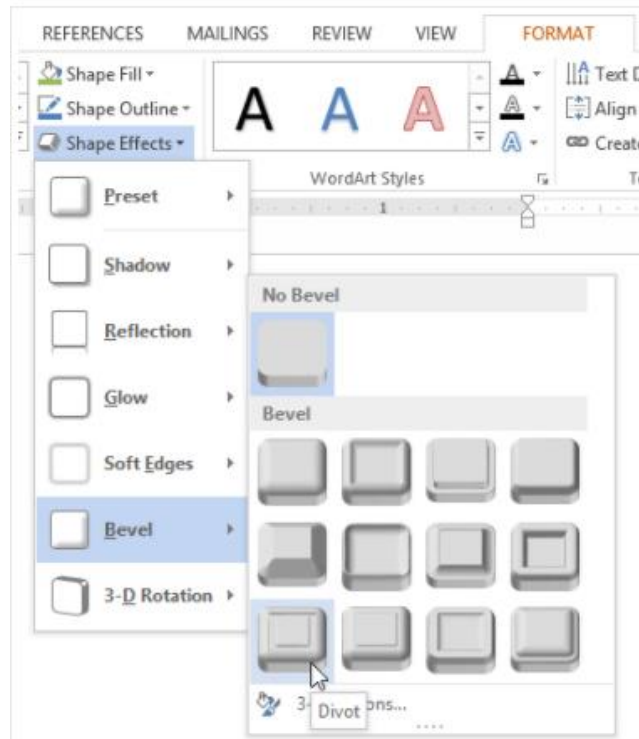 REFERENCES MAILINGS REVIEW VIEW FORMAT
Shape Fill
Shape Outline
Shape Effects
A A A
A
A
A
Text D
Align
Create
WordArt Styles
1
Preset
Shadow
Reflection
Glow
Soft Edges
Bevel
3-D Rotation
No Bevel
Bevel
Divot